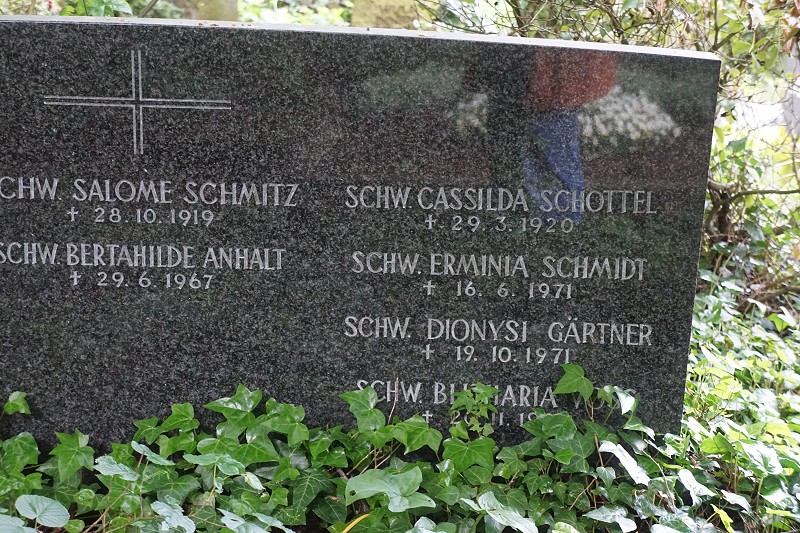 SCHW. SALOME SCHMITZ
† 28.10.1919
SCHW. BERTAHILDE ANHALT
† 29.6.1967
SCHW. CASSILDA SCHOTTEL
† 29.3.1920
SCHW. ERMINIA SCHMIDT
† 16.6.1971
SCHW. DIONYSI GÄRTNER
† 19.10.1971
SCHW.
†